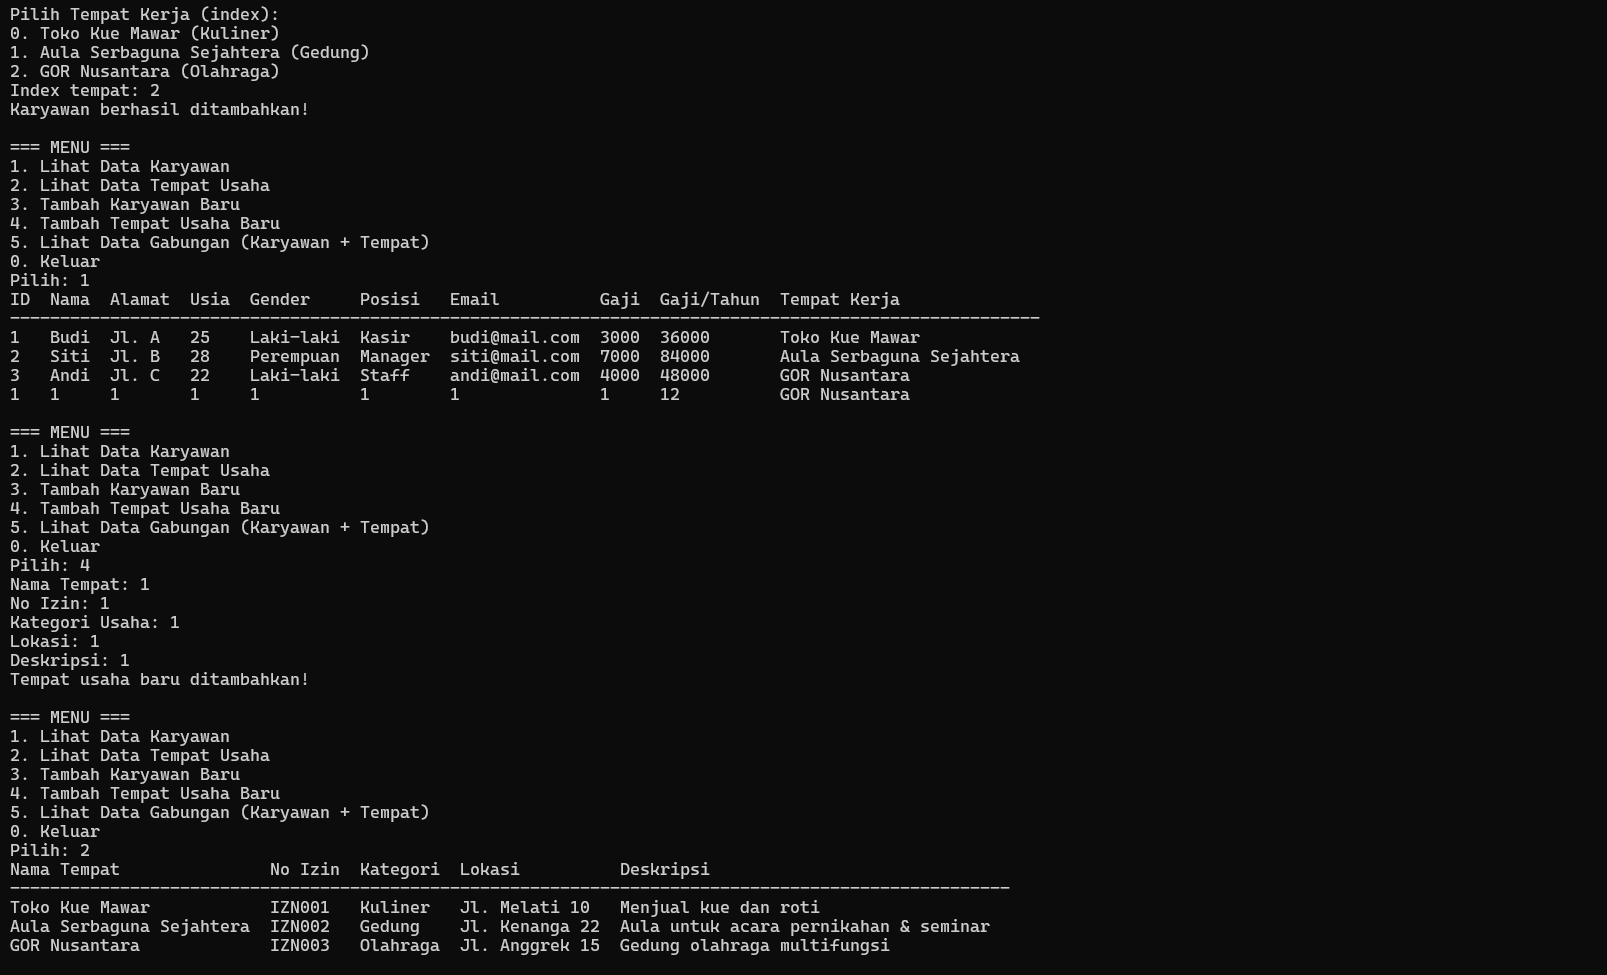 Pilih Tempat Kerja (index):
0. Toko Kue Mawar (Kuliner)
1. Aula Serbaguna Sejahtera (Gedung)
2. GOR Nusantara (Olahraga)
Index tempat: 2
Karyawan berhasil ditambahkan!

=== MENU ===
1. Lihat Data Karyawan
2. Lihat Data Tempat Usaha
3. Tambah Karyawan Baru
4. Tambah Tempat Usaha Baru
5. Lihat Data Gabungan (Karyawan + Tempat)
0. Keluar
Pilih: 1
ID  Nama  Alamat  Usia  Gender     Posisi   Email          Gaji  Gaji/Tahun  Tempat Kerja
-------------------------------------------------------------------------------------------------------
1   Budi  Jl. A   25    Laki-laki  Kasir    budi@mail.com  3000  36000       Toko Kue Mawar
2   Siti  Jl. B   28    Perempuan  Manager  siti@mail.com  7000  84000       Aula Serbaguna Sejahtera
3   Andi  Jl. C   22    Laki-laki  Staff    andi@mail.com  4000  48000       GOR Nusantara
1   1     1       1     1          1        1              1     12          GOR Nusantara

=== MENU ===
1. Lihat Data Karyawan
2. Lihat Data Tempat Usaha
3. Tambah Karyawan Baru
4. Tambah Tempat Usaha Baru
5. Lihat Data Gabungan (Karyawan + Tempat)
0. Keluar
Pilih: 4
Nama Tempat: 1
No Izin: 1
Kategori Usaha: 1
Lokasi: 1
Deskripsi: 1
Tempat usaha baru ditambahkan!

=== MENU ===
1. Lihat Data Karyawan
2. Lihat Data Tempat Usaha
3. Tambah Karyawan Baru
4. Tambah Tempat Usaha Baru
5. Lihat Data Gabungan (Karyawan + Tempat)
0. Keluar
Pilih: 2
Nama Tempat               No Izin  Kategori  Lokasi          Deskripsi
----------------------------------------------------------------------------------------------------
Toko Kue Mawar            IZN001   Kuliner   Jl. Melati 10   Menjual kue dan roti
Aula Serbaguna Sejahtera  IZN002   Gedung    Jl. Kenanga 22  Aula untuk acara pernikahan & seminar
GOR Nusantara             IZN003   Olahraga  Jl. Anggrek 15  Gedung olahraga multifungsi